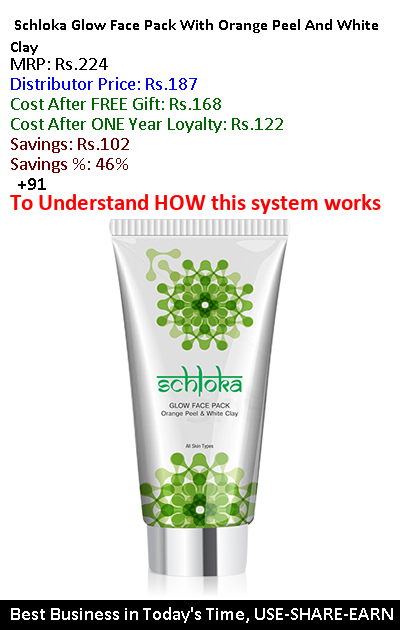 Schloka Glow Face Pack With Orange Peel And White
Clay
MRP: Rs.224
Distributor Price: Rs.187
Cost After FREE Gift: Rs.168
Cost After ONE Year Loyalty: Rs.122
Savings: Rs.102
Savings %: 46%
+91
To Understand HOW this system works
schloka
GLOW FACE PACK
Orange Peel & White Clay
All Skin Types
Best Business in Today's Time, USE-SHARE-EARN